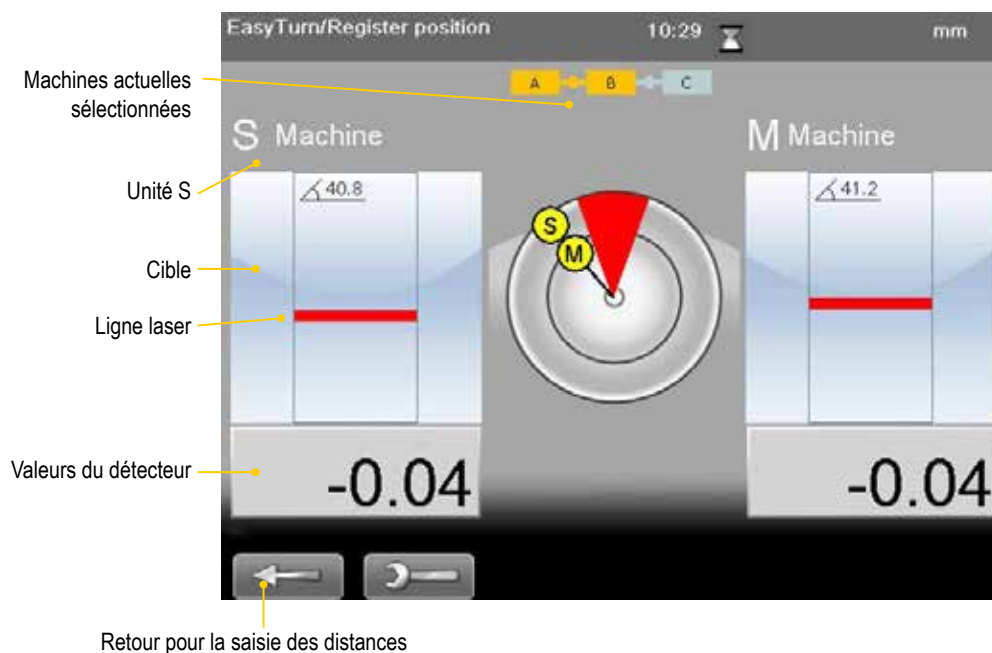 EasyTurn/Register position 10:29 mm
Machines actuelles
sélectionnées
A B C
S Machine
M Machine
Unité S
40.8
41.2
S
M
Cible
Ligne laser
Valeurs du détecteur
-0.04
-0.04
Retour pour la saisie des distances